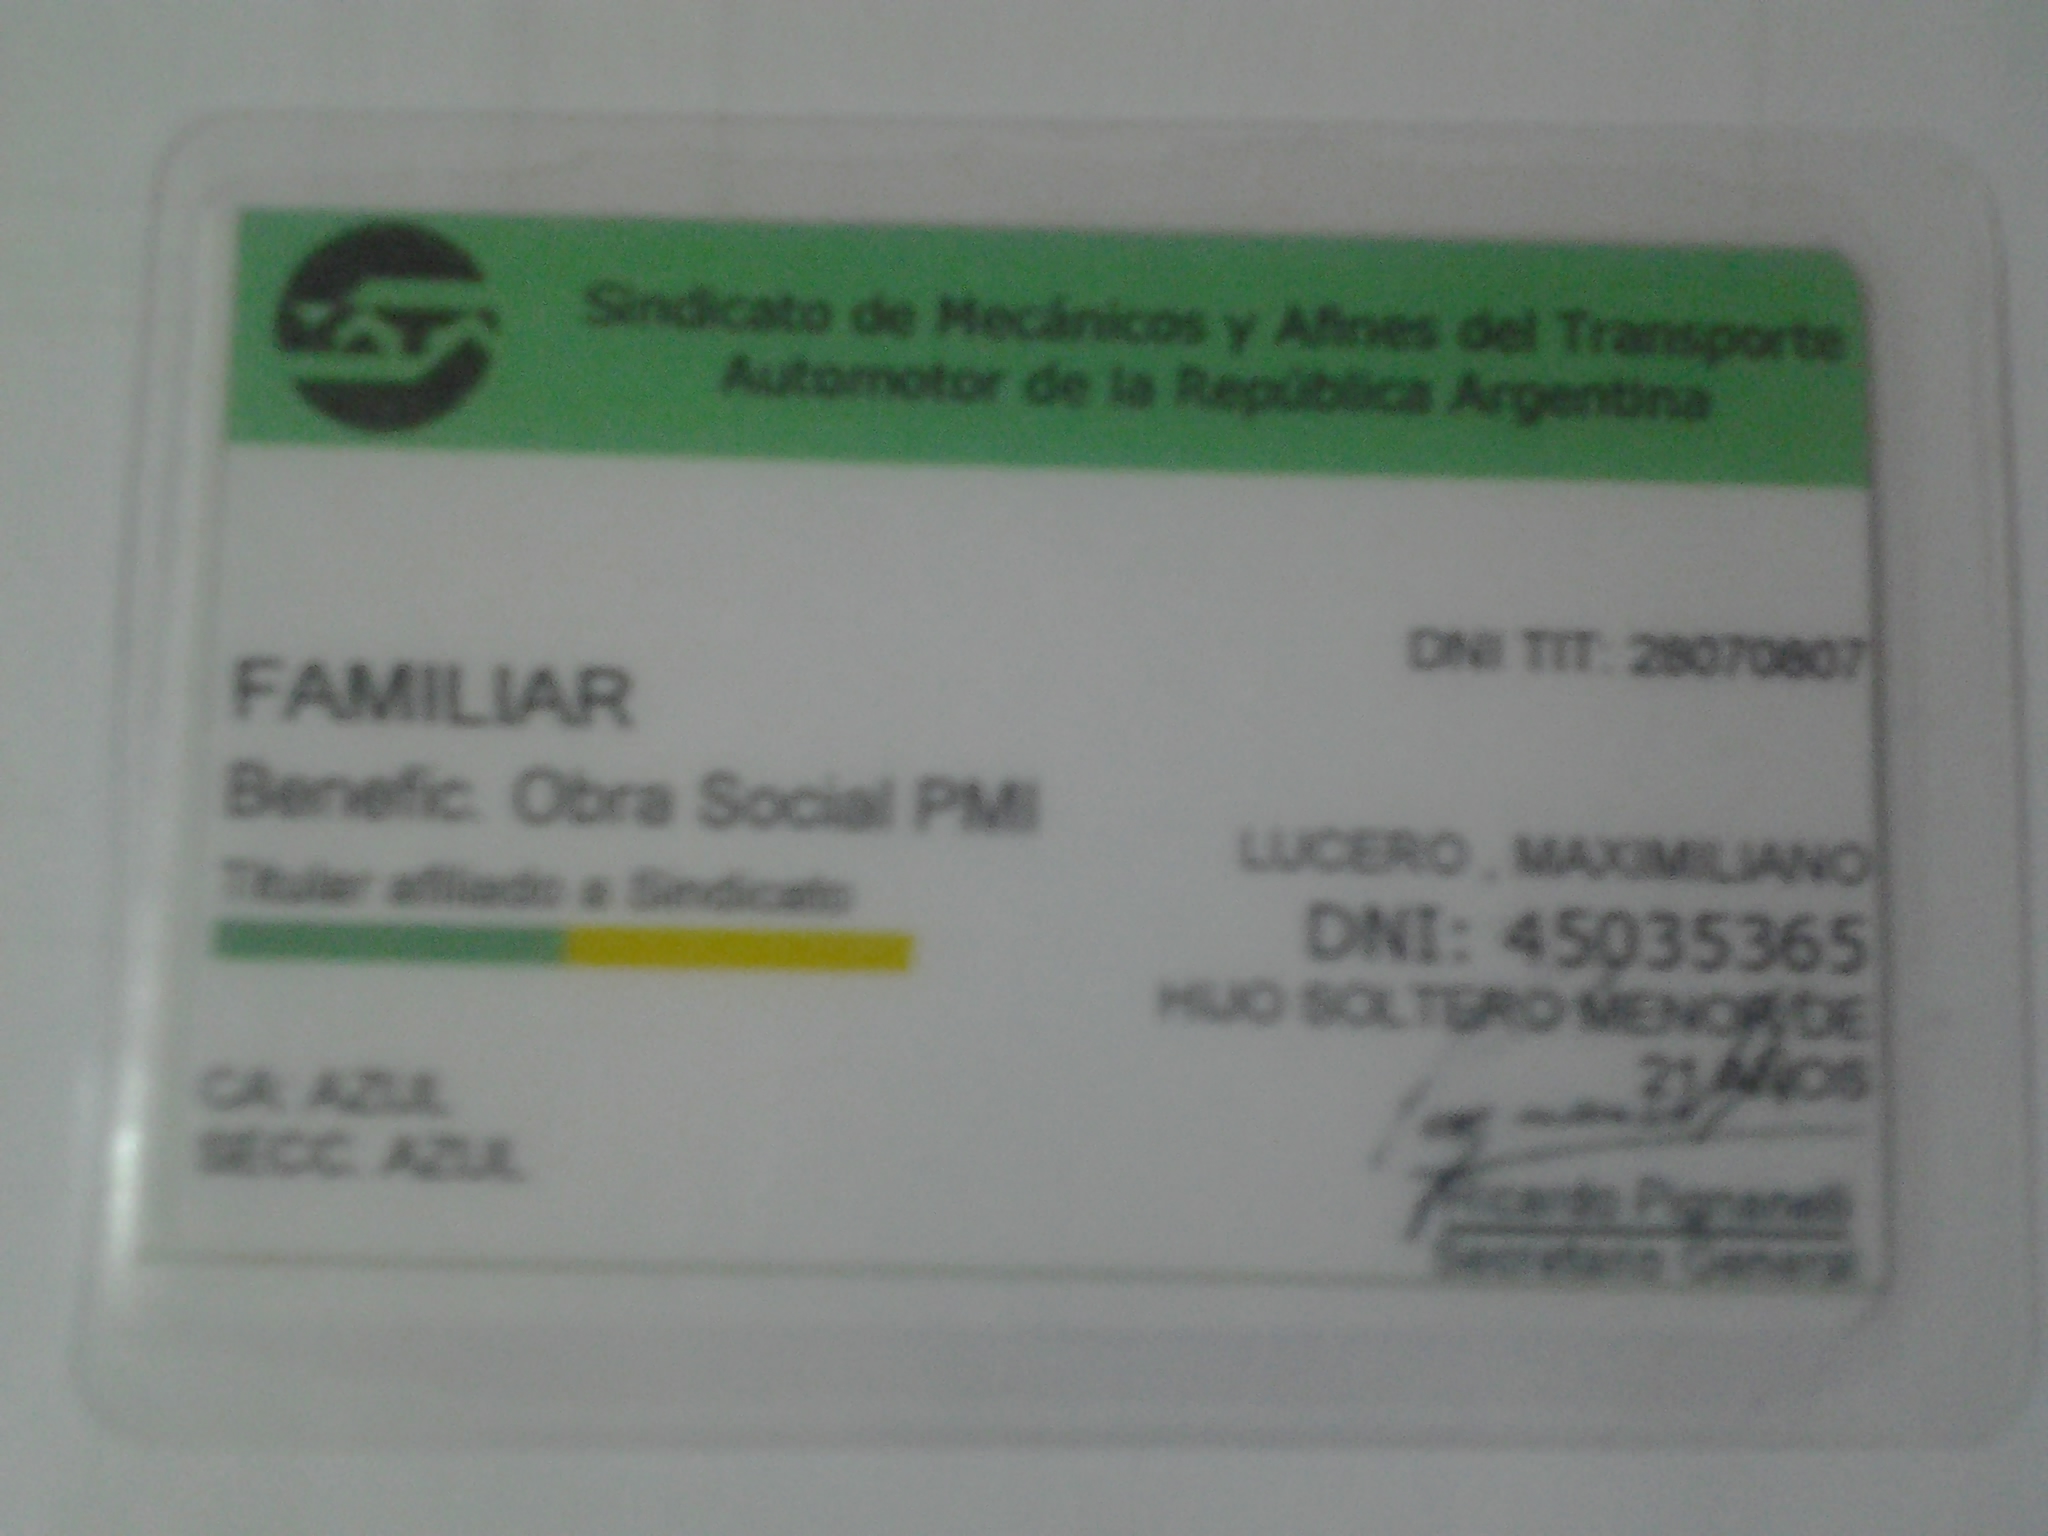 SMATA
Sindicato de Mecánicos y Afines del Transporte
Automotor de la República Argentina
DNI TIT: 28070807
FAMILIAR
Benefic. Obra Social PMI
Titular afiliado a Sindicato
LUCERO , MAXIMILIANO
DNI: 45035365
HIJO SOLTERO MENOR DE
21 AÑOS
CA: AZUL
SECC. AZUL
Ricardo Pignanelli
Secretario General